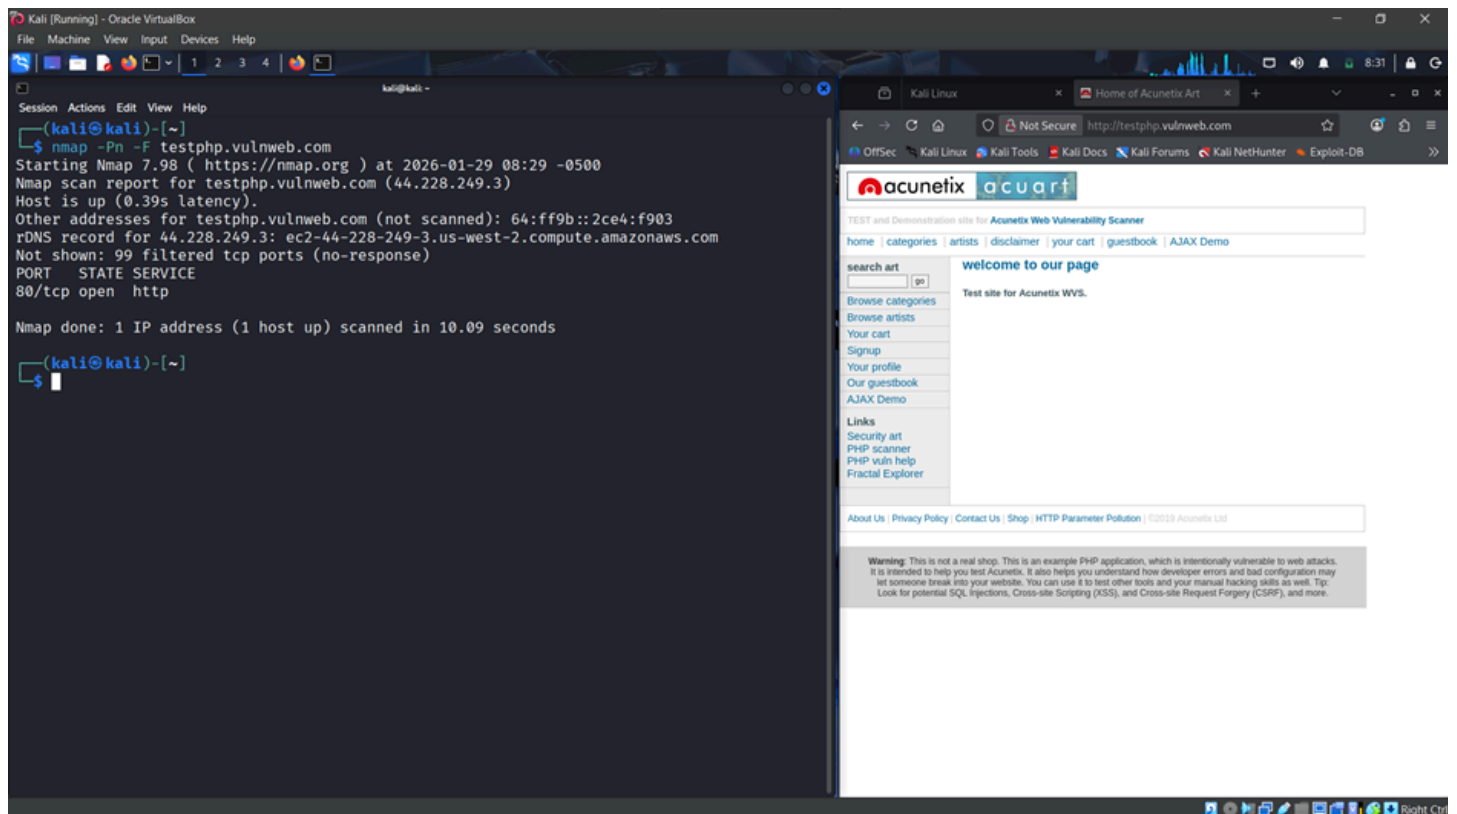 Kali [Running] - Oracle VirtualBox
File Machine View Input Devices Help
1 2 3 4
8:31
kali@kali: ~
Session Actions Edit View Help
(kali㉿kali)-[~]
$ nmap -Pn -F testphp.vulnweb.com
Starting Nmap 7.98 ( https://nmap.org ) at 2026-01-29 08:29 -0500
Nmap scan report for testphp.vulnweb.com (44.228.249.3)
Host is up (0.39s latency).
Other addresses for testphp.vulnweb.com (not scanned): 64:ff9b::2ce4:f903
rDNS record for 44.228.249.3: ec2-44-228-249-3.us-west-2.compute.amazonaws.com
Not shown: 99 filtered tcp ports (no-response)
PORT STATE SERVICE
80/tcp open http
Nmap done: 1 IP address (1 host up) scanned in 10.09 seconds
(kali㉿kali)-[~]
$
Kali Linux
Home of Acunetix Art
Not Secure http://testphp.vulnweb.com
OffSec Kali Linux Kali Tools Kali Docs Kali Forums Kali NetHunter Exploit-DB
acunetix acuart
TEST and Demonstration site for Acunetix Web Vulnerability Scanner
home | categories | artists | disclaimer | your cart | guestbook | AJAX Demo
search art
go
Browse categories
Browse artists
Your cart
Signup
Your profile
Our guestbook
AJAX Demo
Links
Security art
PHP scanner
PHP vuln help
Fractal Explorer
welcome to our page
Test site for Acunetix WVS.
About Us | Privacy Policy | Contact Us | Shop | HTTP Parameter Pollution | ©2019 Acunetix Ltd
Warning: This is not a real shop. This is an example PHP application, which is intentionally vulnerable to web attacks.
It is intended to help you test Acunetix. It also helps you understand how developer errors and bad configuration may
let someone break into your website. You can use it to test other tools and your manual hacking skills as well. Tip:
Look for potential SQL Injections, Cross-site Scripting (XSS), and Cross-site Request Forgery (CSRF), and more.
Right Ctrl